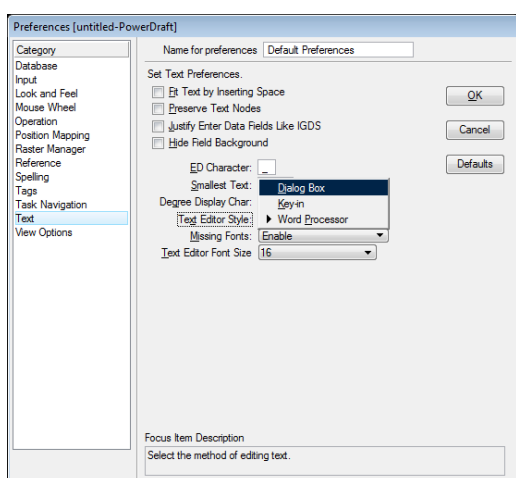 Preferences [untitled-PowerDraft]
Category
Database
Input
Look and Feel
Mouse Wheel
Operation
Position Mapping
Raster Manager
Reference
Spelling
Tags
Task Navigation
Text
View Options
Name for preferences Default Preferences
Set Text Preferences.
Fit Text by Inserting Space
Preserve Text Nodes
Justify Enter Data Fields Like IGDS
Hide Field Background
ED Character: _
Smallest Text:
Degree Display Char:
Text Editor Style:
Dialog Box
Key-in
Word Processor
Missing Fonts: Enable
Text Editor Font Size 16
OK
Cancel
Defaults
Focus Item Description
Select the method of editing text.